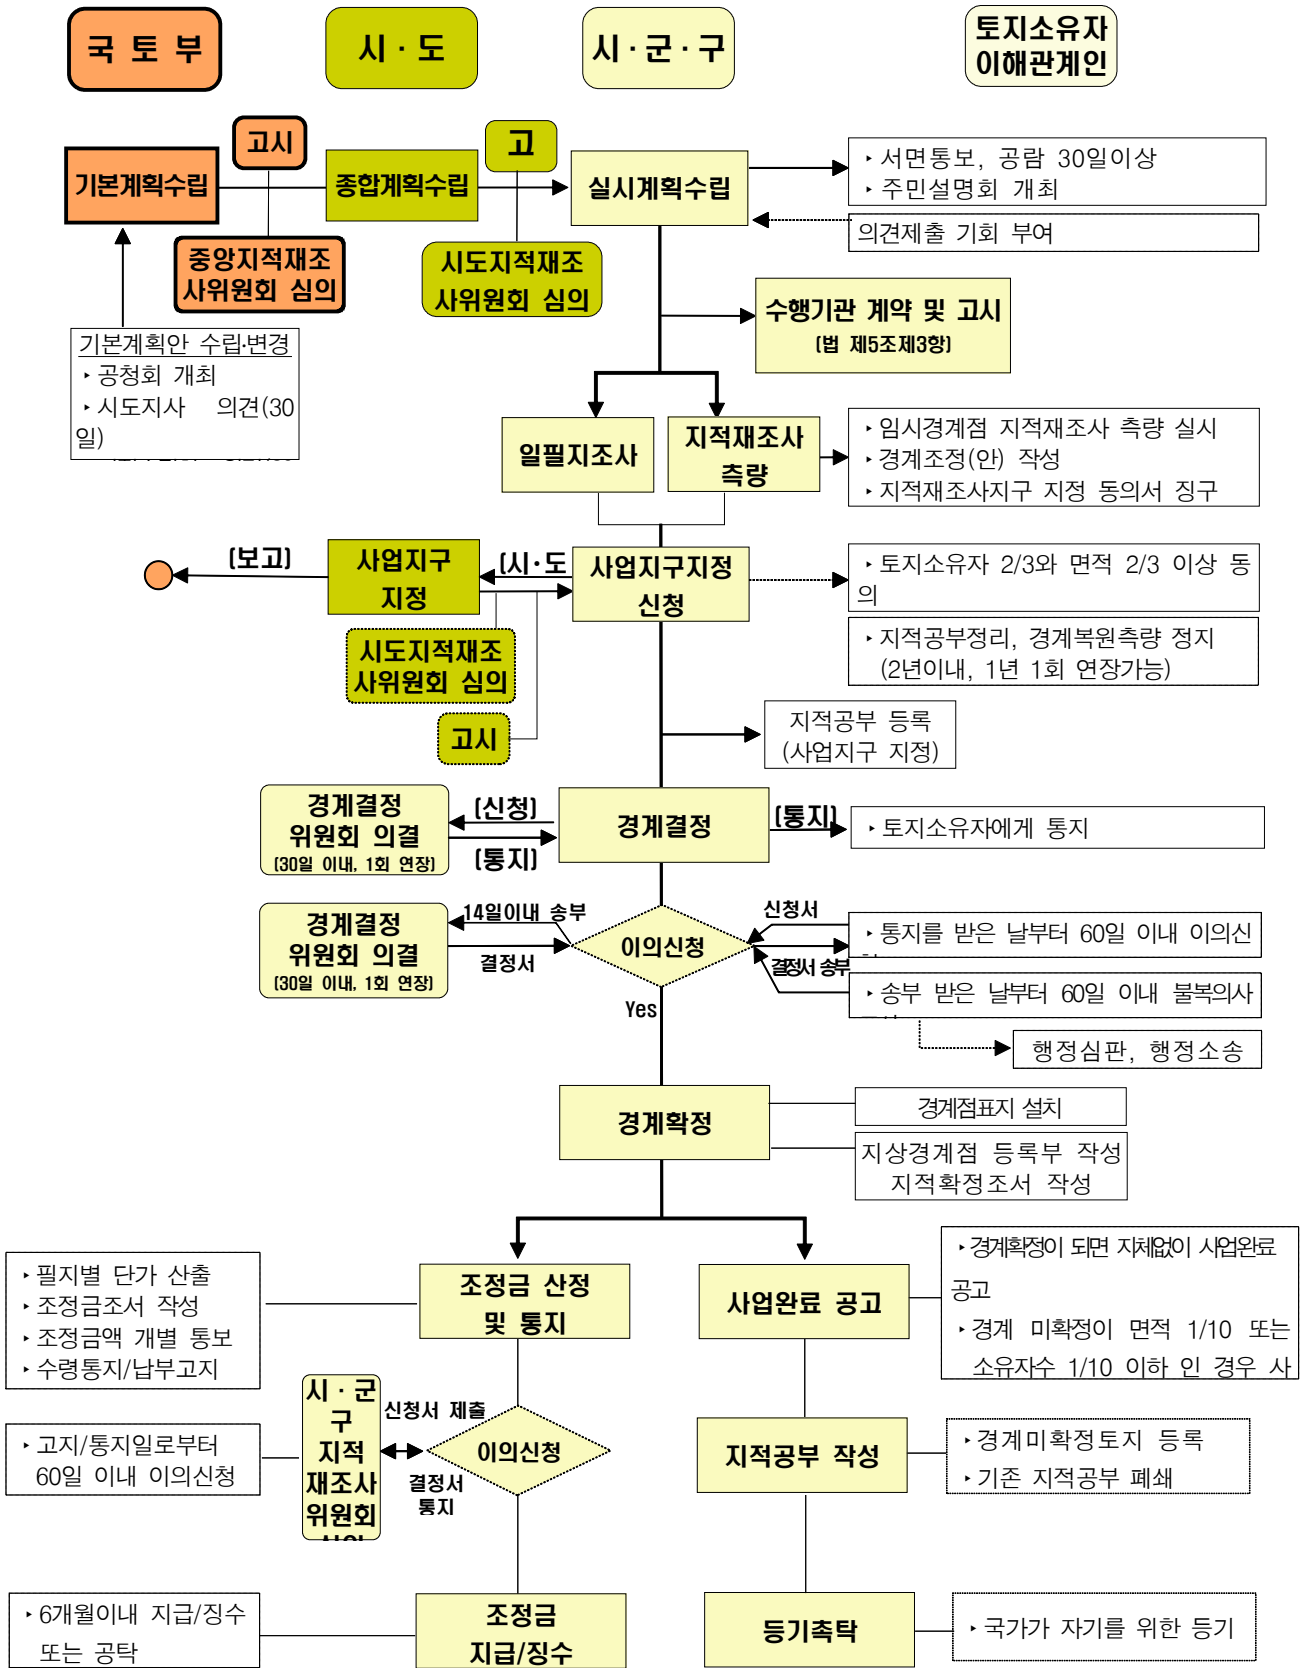 국 토 부
시 · 도
시 · 군 · 구
토지소유자
이해관계인
고시
고
기본계획수립
종합계획수립
실시계획수립
‣ 서면통보, 공람 30일이상
‣ 주민설명회 개최
의견제출 기회 부여
중앙지적재조
사위원회 심의
시도지적재조
사위원회 심의
수행기관 계약 및 고시
(법 제5조제3항)
기본계획안 수립·변경
‣ 공청회 개최
‣ 시도지사 의견(30
일)
일필지조사
지적재조사
측량
‣ 임시경계점 지적재조사 측량 실시
‣ 경계조정(안) 작성
‣ 지적재조사지구 지정 동의서 징구
(보고)
사업지구
지정
(시·도
사업지구지정
신청
‣ 토지소유자 2/3와 면적 2/3 이상 동
의
시도지적재조
사위원회 심의
‣ 지적공부정리, 경계복원측량 정지
(2년이내, 1년 1회 연장가능)
고시
지적공부 등록
(사업지구 지정)
경계결정
위원회 의결
(30일 이내, 1회 연장)
(신청)
(통지)
경계결정
(통지)
‣ 토지소유자에게 통지
경계결정
위원회 의결
(30일 이내, 1회 연장)
14일이내 송부
결정서
이의신청
신청서
결정서 송부
‣ 통지를 받은 날부터 60일 이내 이의신
‣ 송부 받은 날부터 60일 이내 불복의사
Yes
행정심판, 행정소송
경계확정
경계점표지 설치
지상경계점 등록부 작성
지적확정조서 작성
‣ 필지별 단가 산출
‣ 조정금조서 작성
‣ 조정금액 개별 통보
‣ 수령통지/납부고지
조정금 산정
및 통지
사업완료 공고
‣ 경계확정이 되면 지체없이 사업완료
공고
‣ 경계 미확정이 면적 1/10 또는
소유자수 1/10 이하 인 경우 사
‣ 고지/통지일로부터
60일 이내 이의신청
시 · 군
구
지적
재조사
위원회
신청서 제출
결정서
통지
이의신청
지적공부 작성
‣ 경계미확정토지 등록
‣ 기존 지적공부 폐쇄
‣ 6개월이내 지급/징수
또는 공탁
조정금
지급/징수
등기촉탁
‣ 국가가 자기를 위한 등기